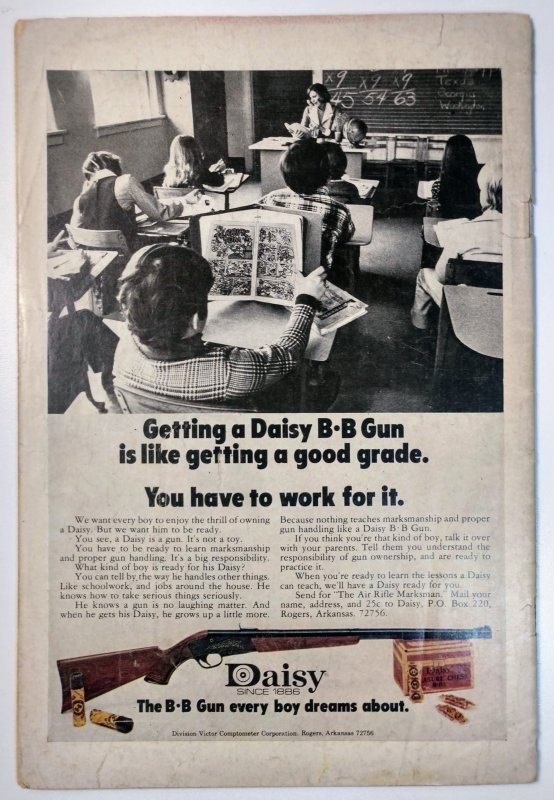 x9 x9 x9
45 54 63
Texas
Georgia
Washington
Getting a Daisy B·B Gun
is like getting a good grade.
You have to work for it.
We want every boy to enjoy the thrill of owning
a Daisy. But we want him to be ready.
You see, a Daisy is a gun. It's not a toy.
You have to be ready to learn marksmanship
and proper gun handling. It's a big responsibility.
What kind of boy is ready for his Daisy?
You can tell by the way he handles other things.
Like schoolwork, and jobs around the house. He
knows how to take serious things seriously.
He knows a gun is no laughing matter. And
when he gets his Daisy, he grows up a little more.
Because nothing teaches marksmanship and proper
gun handling like a Daisy B·B Gun.
If you think you're that kind of boy, talk it over
with your parents. Tell them you understand the
responsibility of gun ownership, and are ready to
practice it.
When you're ready to learn the lessons a Daisy
can teach, we'll have a Daisy ready for you.
Send for "The Air Rifle Marksman." Mail your
name, address, and 25c to Daisy, P.O. Box 220,
Rogers, Arkansas. 72756.
Daisy
SINCE 1886
The B·B Gun every boy dreams about.
Division Victor Comptometer Corporation. Rogers, Arkansas 72756